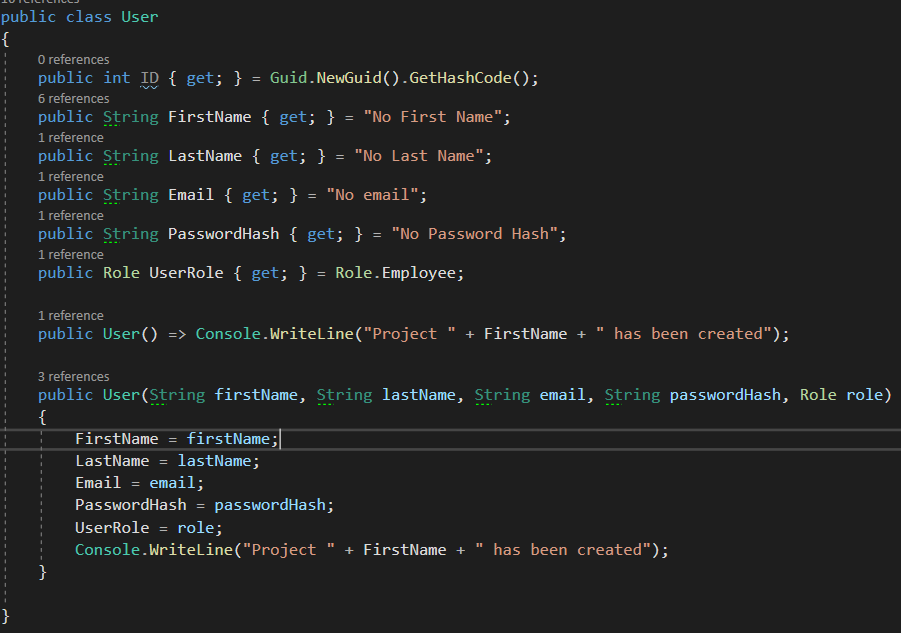 public class User
{
0 references
public int ID { get; } = Guid.NewGuid().GetHashCode();
6 references
public String FirstName { get; } = "No First Name";
1 reference
public String LastName { get; } = "No Last Name";
1 reference
public String Email { get; } = "No email";
1 reference
public String PasswordHash { get; } = "No Password Hash";
1 reference
public Role UserRole { get; } = Role.Employee;
1 reference
public User() => Console.WriteLine("Project " + FirstName + " has been created");
3 references
public User(String firstName, String lastName, String email, String passwordHash, Role role)
{
FirstName = firstName;
LastName = lastName;
Email = email;
PasswordHash = passwordHash;
UserRole = role;
Console.WriteLine("Project " + FirstName + " has been created");
}
}